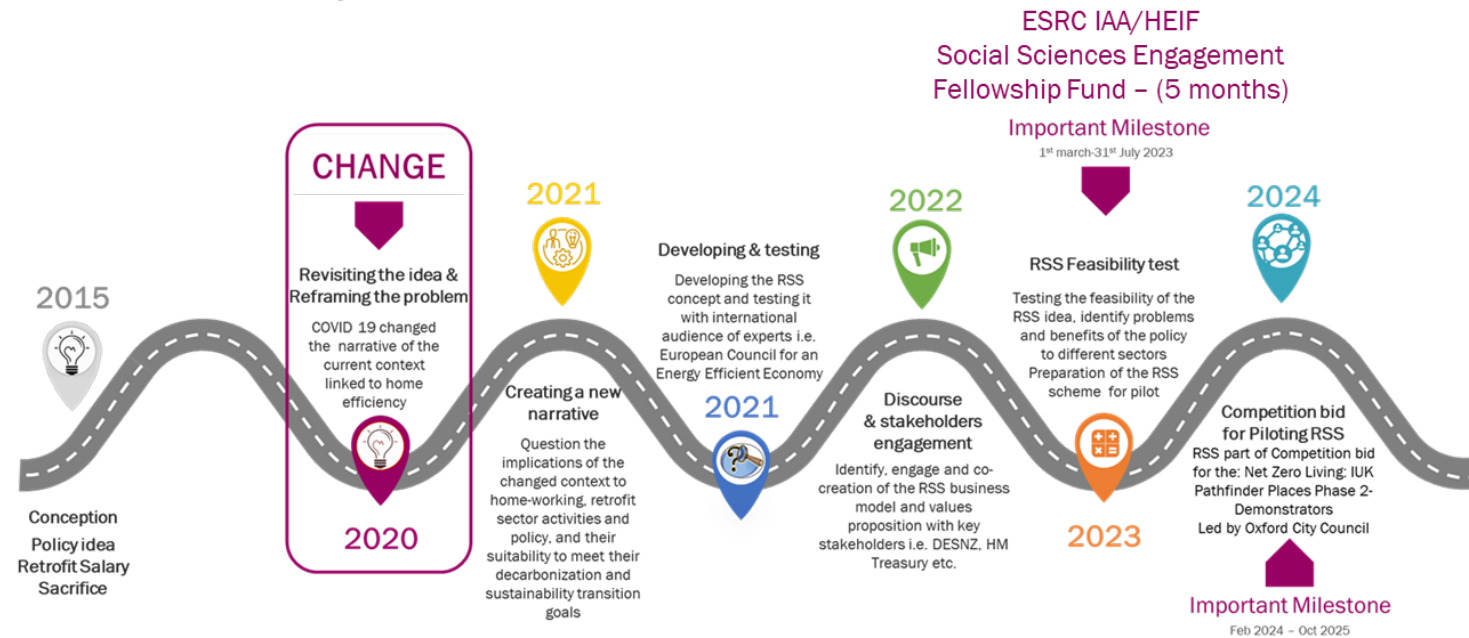 2015
Conception
Policy idea
Retrofit Salary
Sacrifice
CHANGE
Revisiting the idea &
Reframing the problem
COVID 19 changed
the narrative of the
current context
linked to home
efficiency
2020
2021
Creating a new
narrative
Question the
implications of the
changed context to
home-working, retrofit
sector activities and
policy, and their
suitability to meet their
decarbonization and
sustainability transition
goals
Developing & testing
Developing the RSS
concept and testing it
with international
audience of experts i.e.
European Council for an
Energy Efficient Economy
2021
2022
Discourse
& stakeholders
engagement
Identify, engage and co-
creation of the RSS business
model and values
proposition with key
stakeholders i.e. DESNZ, HM
Treasury etc.
ESRC IAA/HEIF
Social Sciences Engagement
Fellowship Fund – (5 months)
Important Milestone
1st march-31st July 2023
RSS Feasibility test
Testing the feasibility of the
RSS idea, identify problems
and benefits of the policy
to different sectors
Preparation of the RSS
scheme for pilot
2023
2024
Competition bid
for Piloting RSS
RSS part of Competition bid
for the: Net Zero Living: IUK
Pathfinder Places Phase 2-
Demonstrators
Led by Oxford City Council
Important Milestone
Feb 2024 – Oct 2025